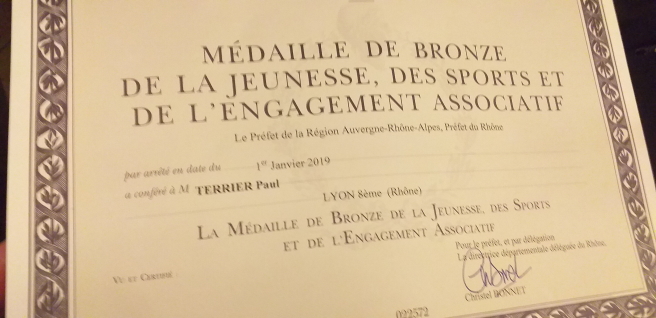 MÉDAILLE DE BRONZE
DE LA JEUNESSE, DES SPORTS ET
DE L'ENGAGEMENT ASSOCIATIF
Le Préfet de la Région Auvergne-Rhône-Alpes, Préfet du Rhône
par arrêté en date du 1er Janvier 2019
a conféré à M TERRIER Paul
LYON 8ème (Rhône)
LA MÉDAILLE DE BRONZE DE LA JEUNESSE, DES SPORTS
ET DE L'ENGAGEMENT ASSOCIATIF
Pour le préfet, et par délégation
La directrice départementale déléguée du Rhône
VU ET CERTIFIÉ :
Christel BONNET
022572